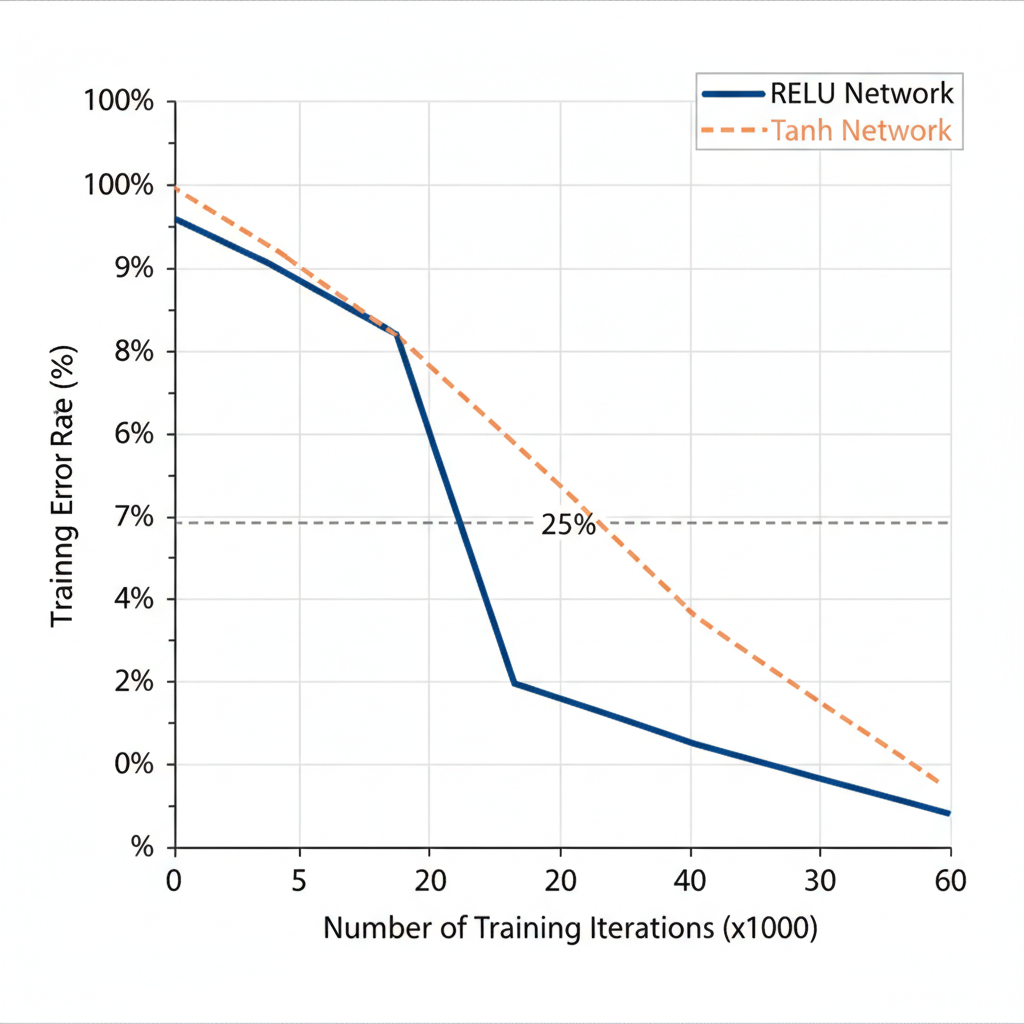 RELU Network
Tanh Network
100%
100%
9%
8%
6%
7%
4%
2%
0%
%
25%
Trainng Error Rae (%)
0 5 20 20 40 30 60
Number of Training Iterations (x1000)